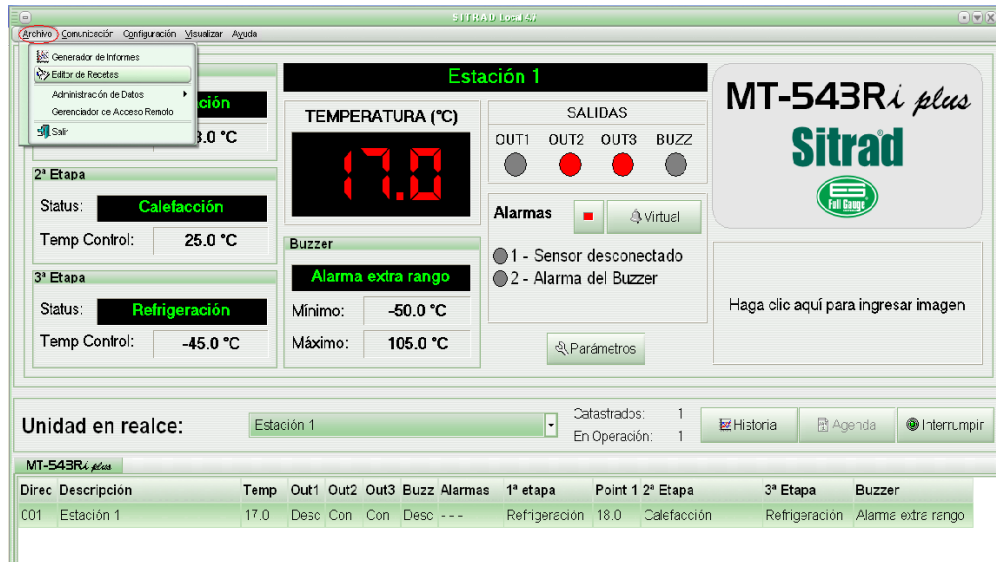 SITRAD Local 4.7
Archivo Comunicación Configuración Visualizar Ayuda
Generador de Informes
Editor de Recetas
Administración de Datos
Gerenciador de Acceso Remoto
Salir
Estación 1
2ª Etapa
Status: Calefacción
Temp Control: 25.0 °C
3ª Etapa
Status: Refrigeración
Temp Control: -45.0 °C
TEMPERATURA (°C)
17.0
Buzzer
Alarma extra rango
Mínimo: -50.0 °C
Máximo: 105.0 °C
SALIDAS
OUT1 OUT2 OUT3 BUZZ
Alarmas
Virtual
1 - Sensor desconectado
2 - Alarma del Buzzer
Parámetros
MT-543Ri plus
Sitrad
Full Gauge
Haga clic aquí para ingresar imagen
Unidad en realce: Estación 1
Catastrados: 1
En Operación: 1
Historia Agenda Interrumpir
MT-543Ri plus
Direc Descripción Temp Out1 Out2 Out3 Buzz Alarmas 1ª etapa Point 1 2ª Etapa 3ª Etapa Buzzer
001 Estación 1 17.0 Desc Con Con Desc - - - Refrigeración 18.0 Calefacción Refrigeración Alarma extra rango